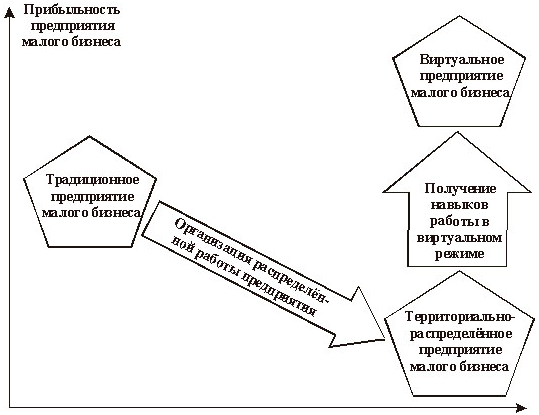 Прибыльность
предприятия
малого бизнеса
Виртуальное
предприятие
малого бизнеса
Традиционное
предприятие
малого бизнеса
Организация распределён-
ной работы предприятия
Получение
навыков
работы в
виртуальном
режиме
Территориально-
распределённое
предприятие
малого бизнеса